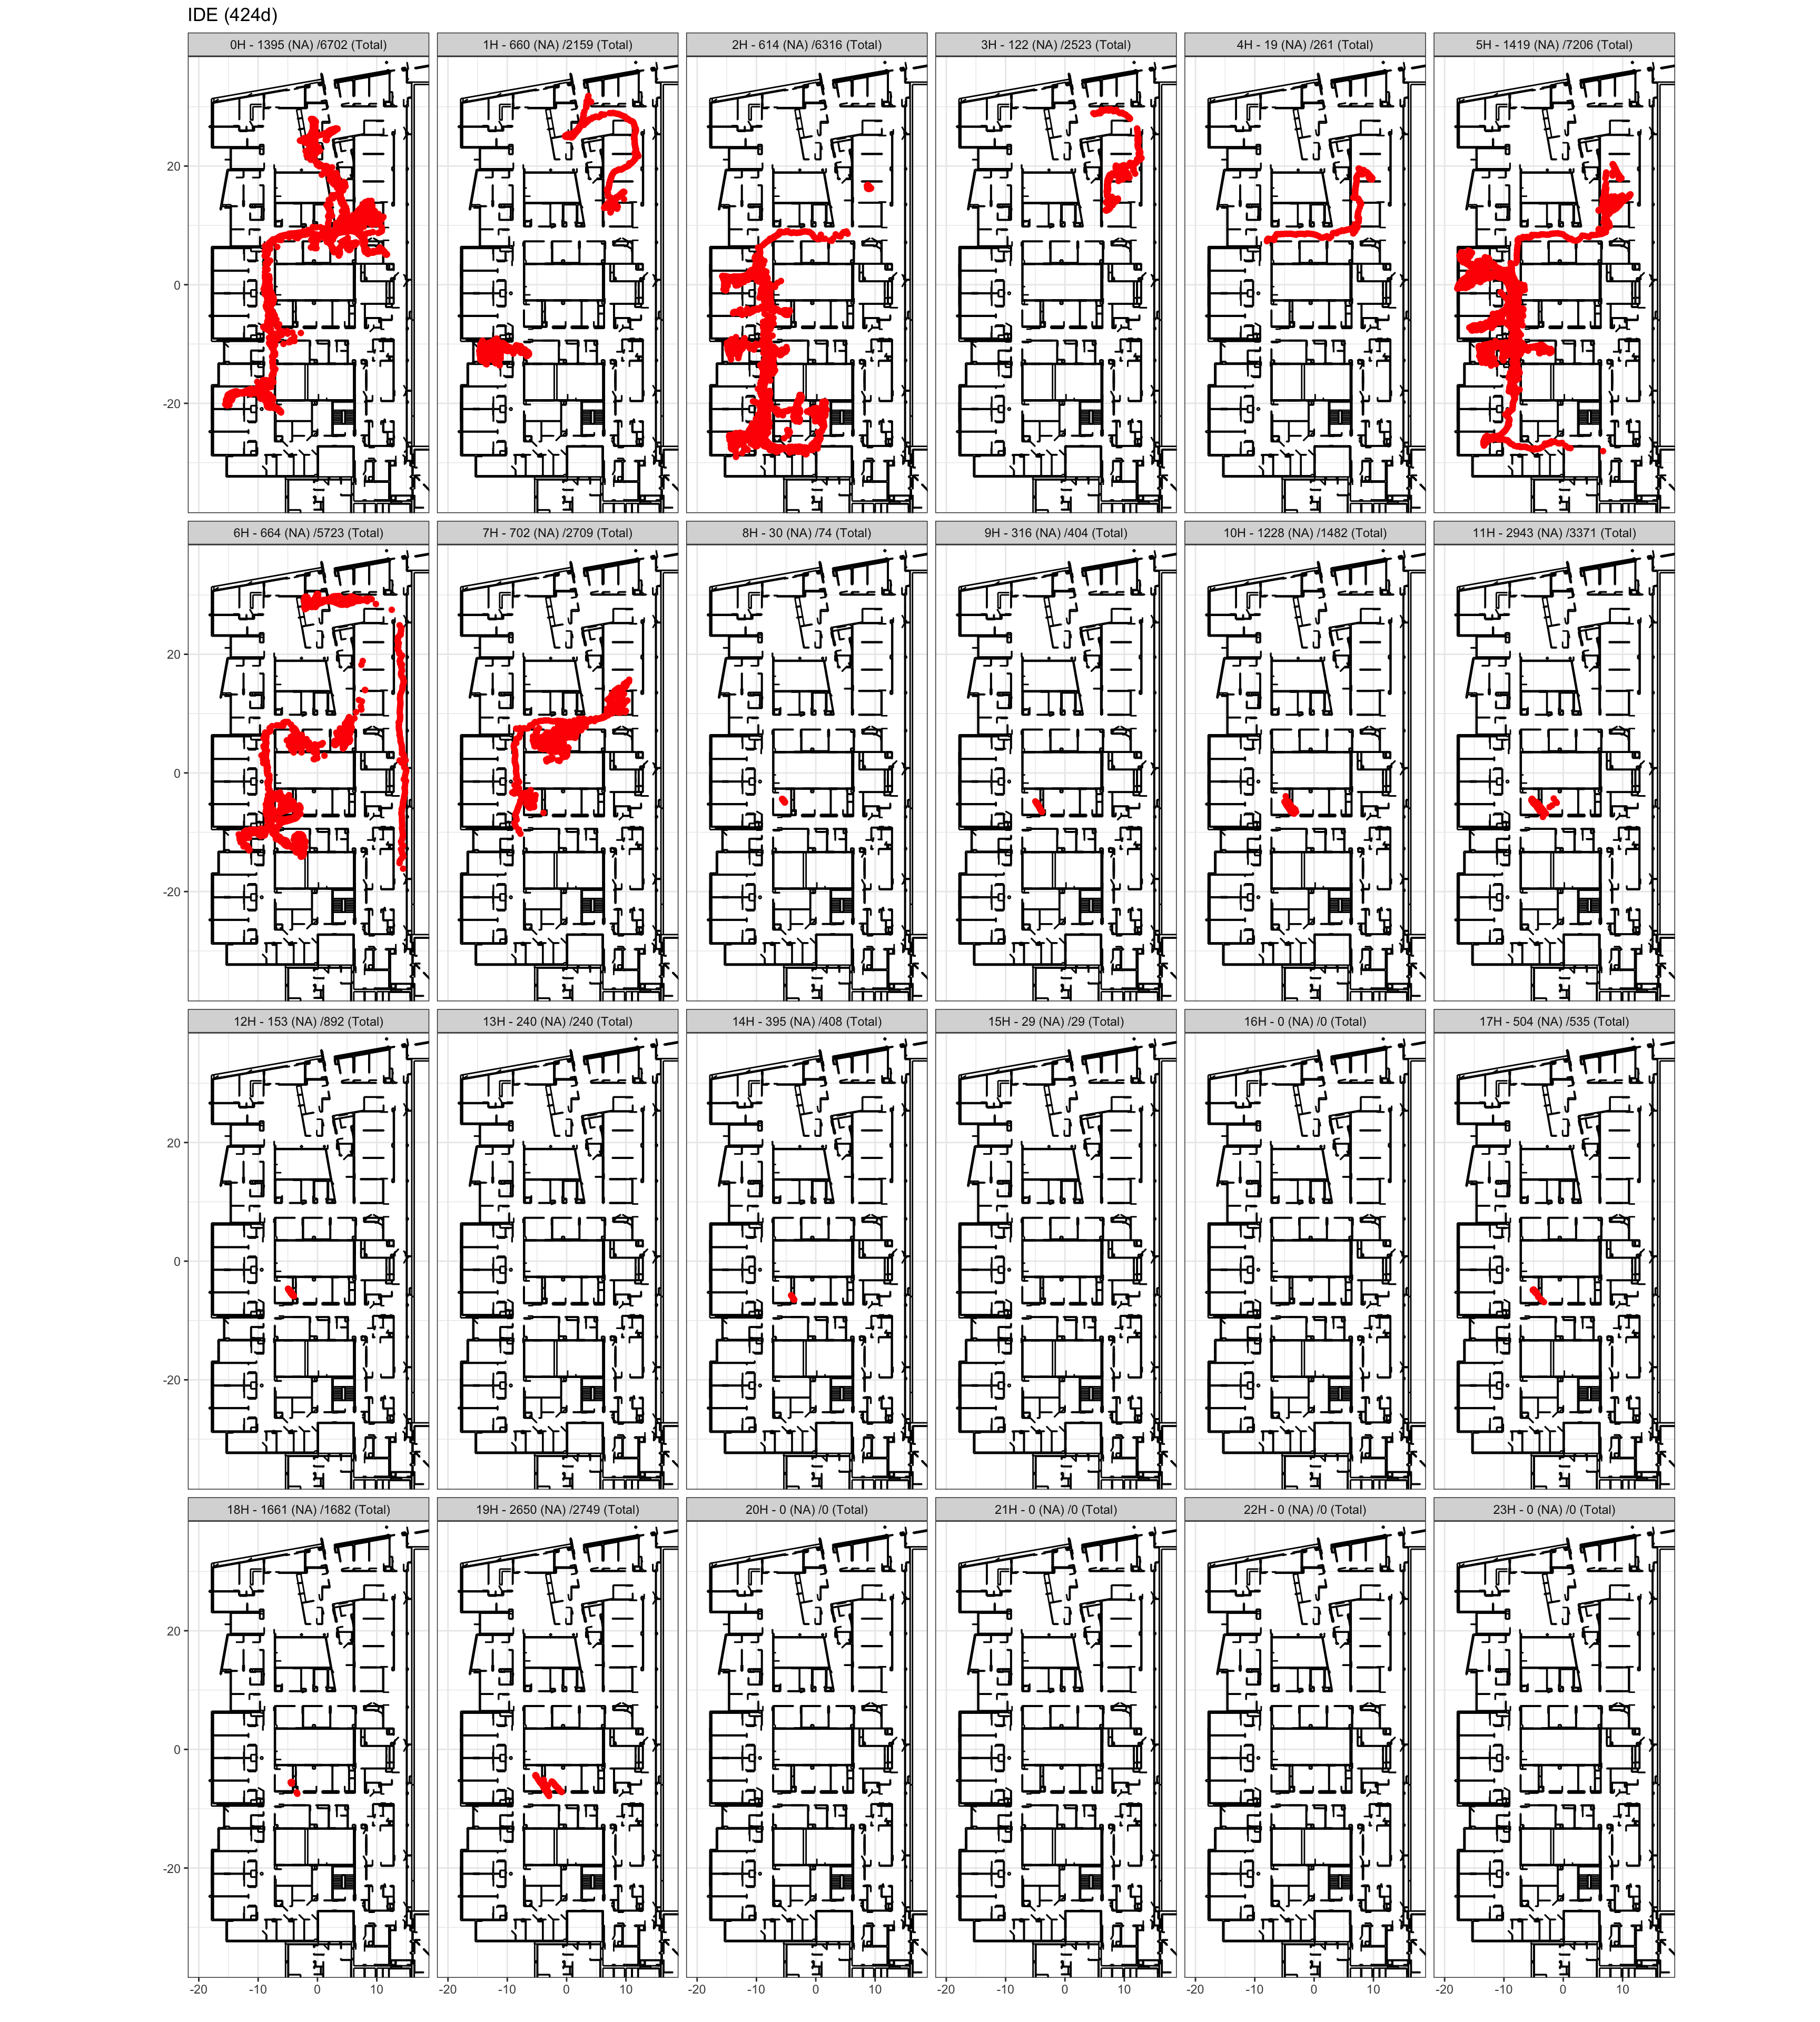 IDE (424d)
0H - 1395 (NA) /6702 (Total)
1H - 660 (NA) /2159 (Total)
2H - 614 (NA) /6316 (Total)
3H - 122 (NA) /2523 (Total)
4H - 19 (NA) /261 (Total)
5H - 1419 (NA) /7206 (Total)
20
0
-20
6H - 664 (NA) /5723 (Total)
7H - 702 (NA) /2709 (Total)
8H - 30 (NA) /74 (Total)
9H - 316 (NA) /404 (Total)
10H - 1228 (NA) /1482 (Total)
11H - 2943 (NA) /3371 (Total)
20
0
-20
12H - 153 (NA) /892 (Total)
13H - 240 (NA) /240 (Total)
14H - 395 (NA) /408 (Total)
15H - 29 (NA) /29 (Total)
16H - 0 (NA) /0 (Total)
17H - 504 (NA) /535 (Total)
20
0
-20
18H - 1661 (NA) /1682 (Total)
19H - 2650 (NA) /2749 (Total)
20H - 0 (NA) /0 (Total)
21H - 0 (NA) /0 (Total)
22H - 0 (NA) /0 (Total)
23H - 0 (NA) /0 (Total)
20
0
-20
-20 -10 0 10
-20 -10 0 10
-20 -10 0 10
-20 -10 0 10
-20 -10 0 10
-20 -10 0 10